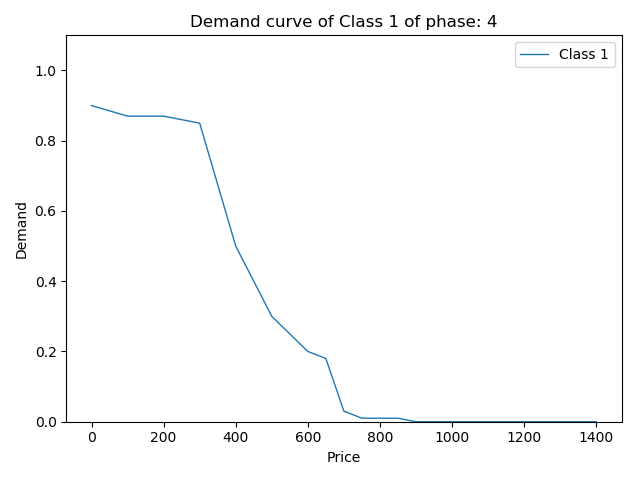 Demand curve of Class 1 of phase: 4
Class 1
1.0
0.8
0.6
0.4
0.2
0.0
Demand
0 200 400 600 800 1000 1200 1400
Price